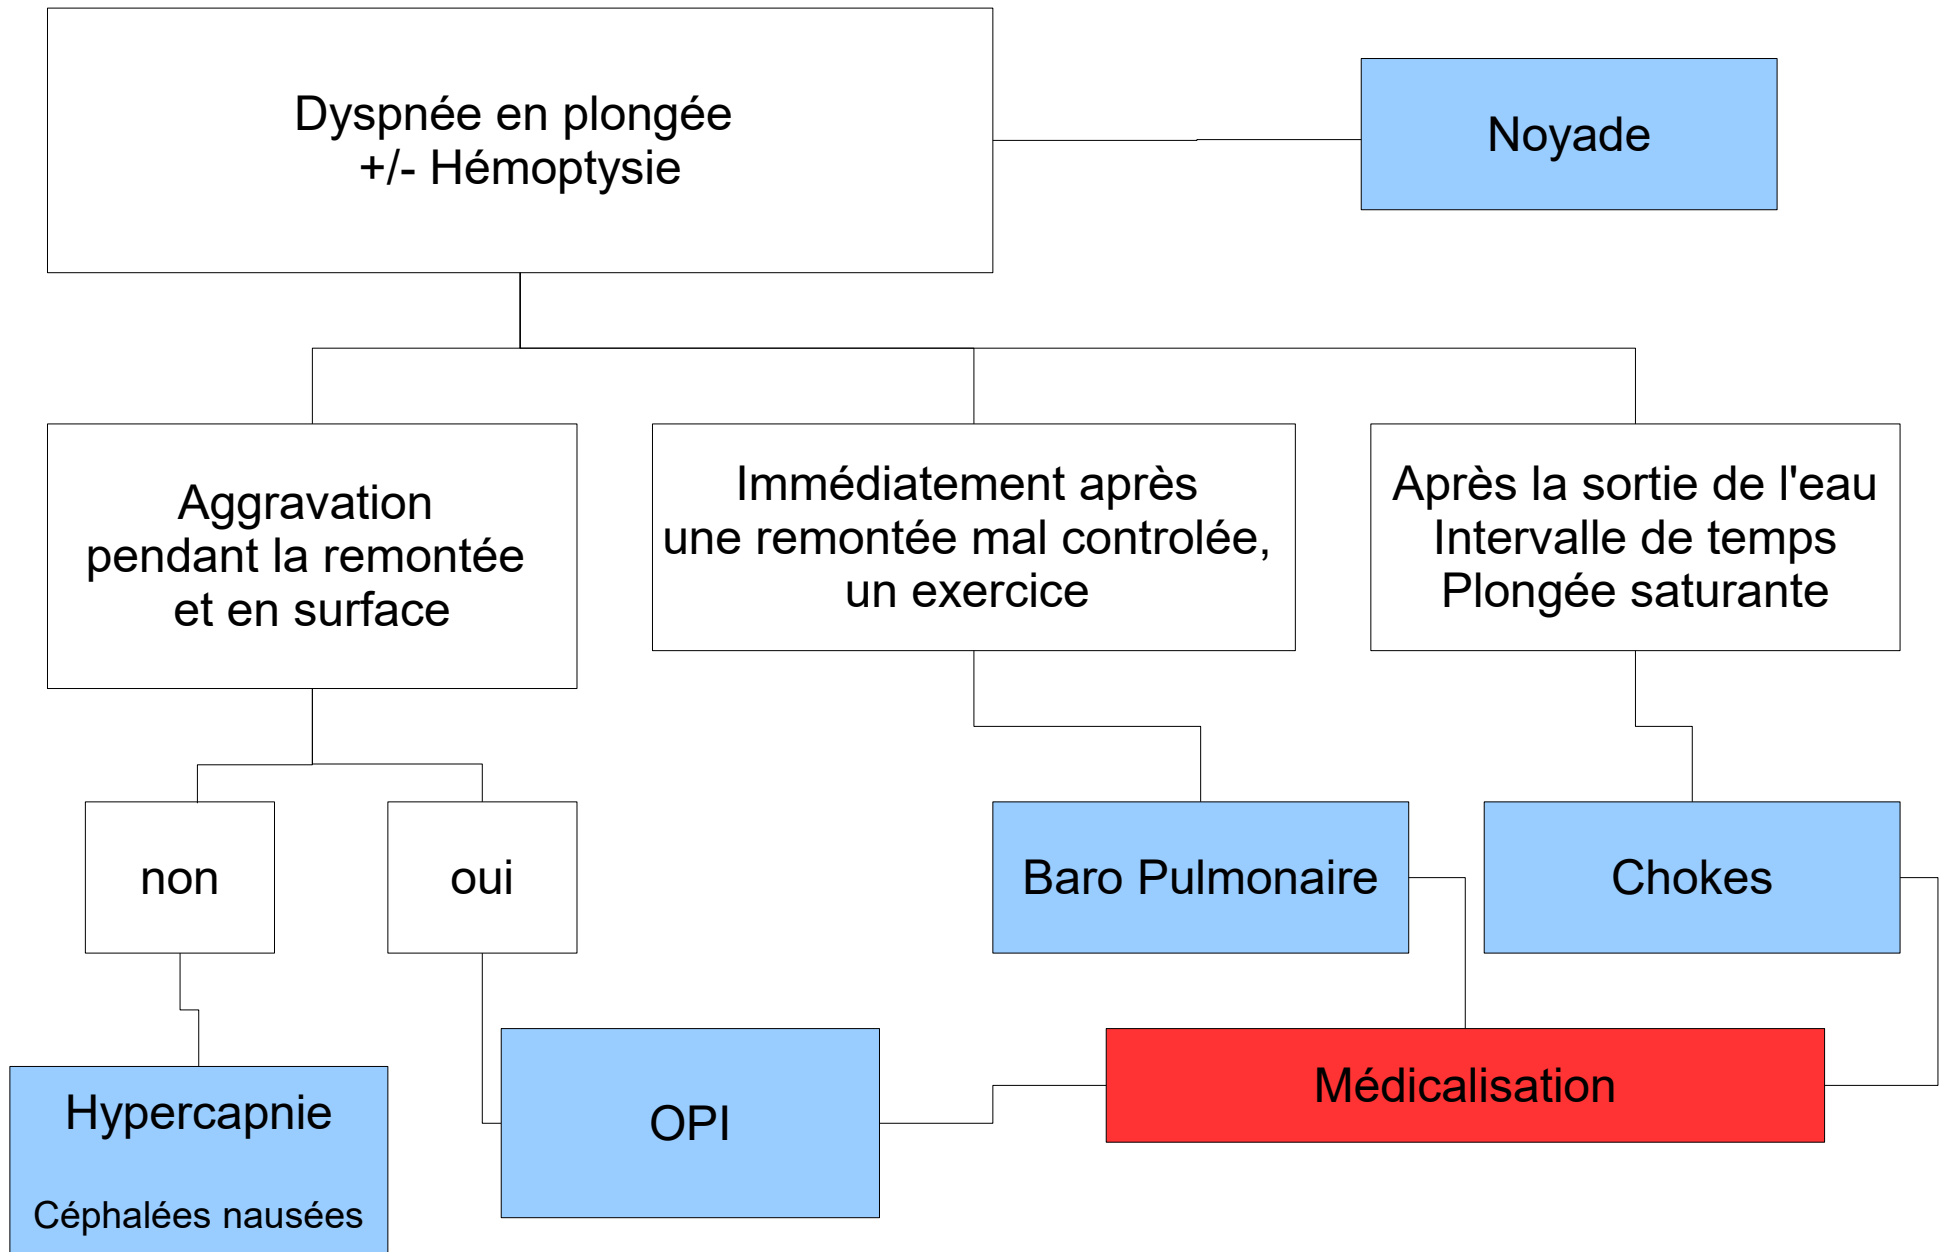 Dyspnée en plongée
+/- Hémoptysie
Noyade
Aggravation
pendant la remontée
et en surface
Immédiatement après
une remontée mal controlée,
un exercice
Après la sortie de l'eau
Intervalle de temps
Plongée saturante
non
oui
Baro Pulmonaire
Chokes
Hypercapnie
Céphalées nausées
OPI
Médicalisation